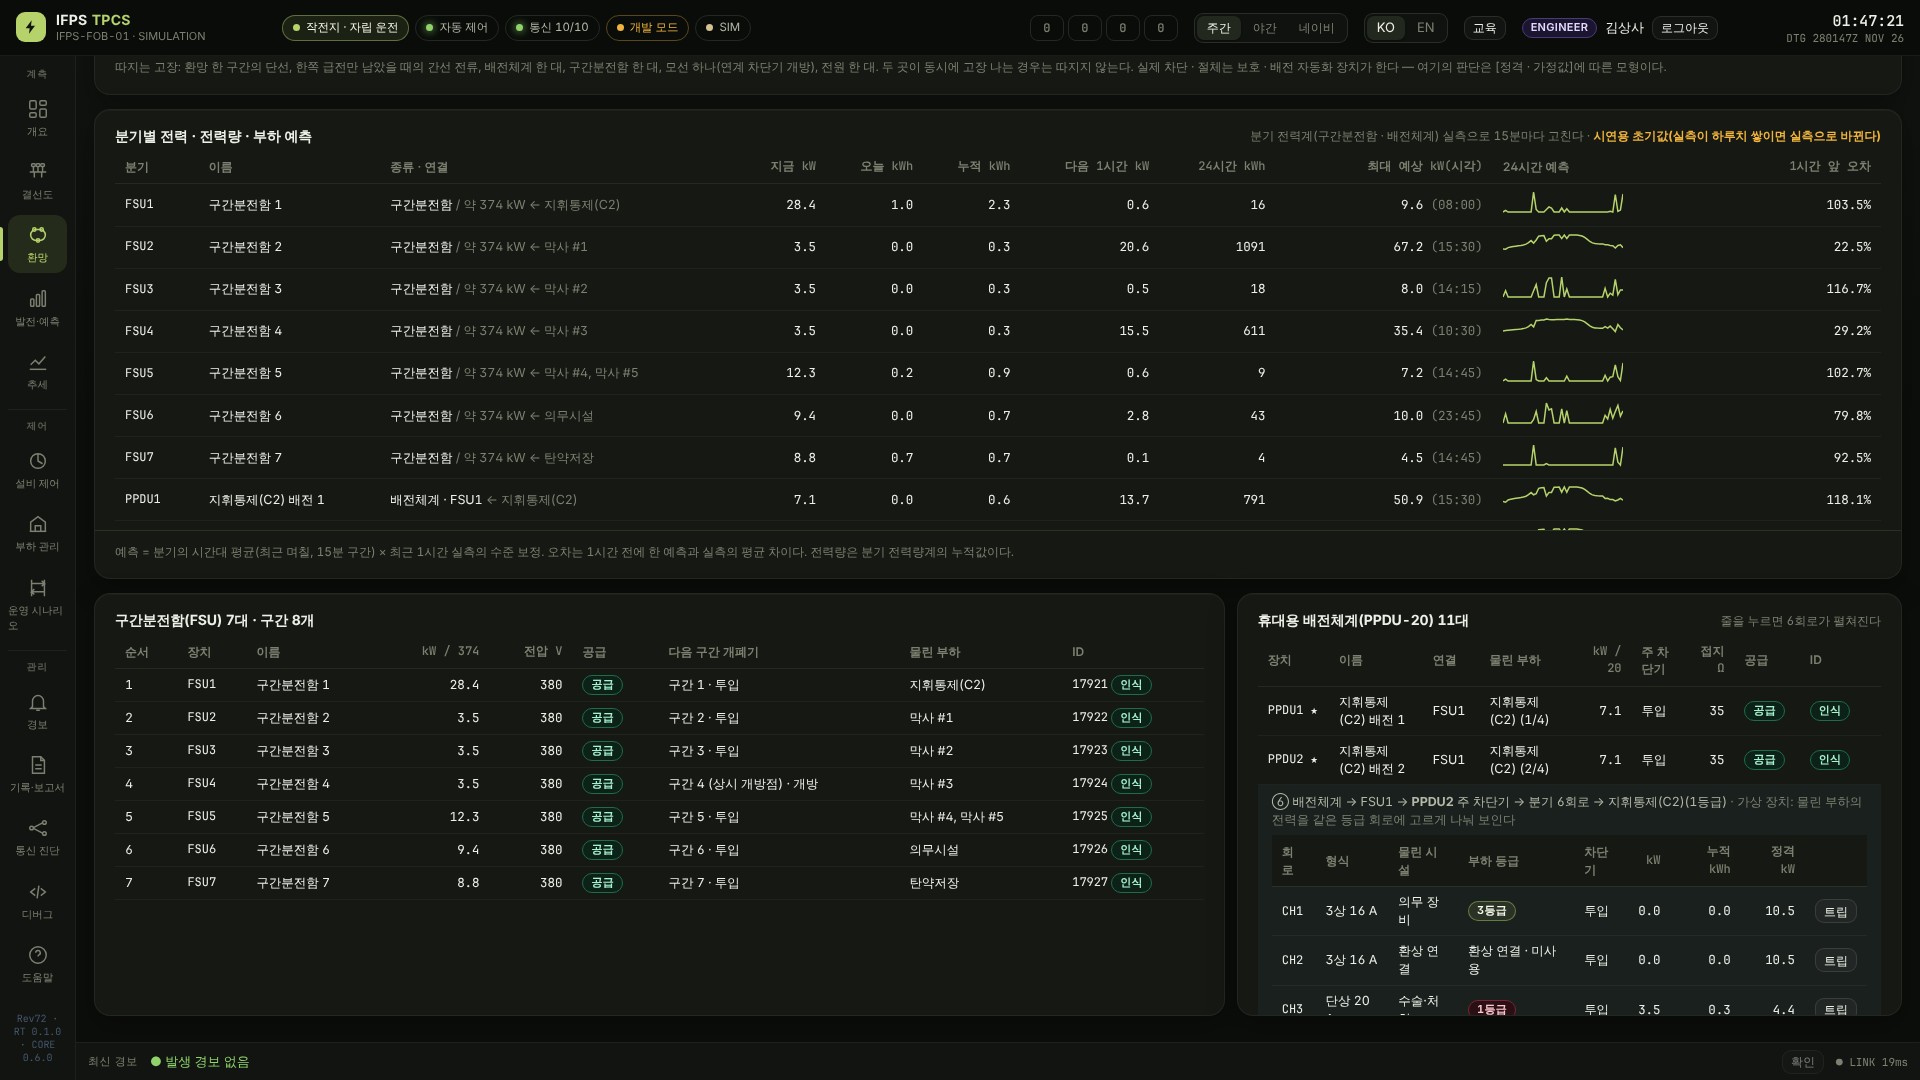 IFPS TPCS
IFPS-FOB-01 · SIMULATION
작전지 · 자립 운전
자동 제어
통신 10/10
개발 모드
SIM
0 0 0 0
주간 야간 네이비
KO EN
교육
ENGINEER 김상사 로그아웃
01:47:21
DTG 280147Z NOV 26
계측
개요
결선도
환망
발전·예측
추세
제어
설비 제어
부하 관리
운영 시나리
오
관리
경보
기록·보고서
통신 진단
디버그
도움말
Rev72 ·
RT 0.1.0
· CORE
0.6.0
따지는 고장: 환망 한 구간의 단선, 한쪽 급전만 남았을 때의 간선 전류, 배전체계 한 대, 구간분전함 한 대, 모선 하나(연계 차단기 개방), 전원 한 대. 두 곳이 동시에 고장 나는 경우는 따지지 않는다. 실제 차단 · 절체는 보호 · 배전 자동화 장치가 한다 — 여기의 판단은 [정격 · 가정값]에 따른 모형이다.
분기별 전력 · 전력량 · 부하 예측
분기 전력계(구간분전함 · 배전체계) 실측으로 15분마다 고친다 · 시연용 초기값(실측이 하루치 쌓이면 실측으로 바뀐다)
분기 이름 종류 · 연결 지금 kW 오늘 kWh 누적 kWh 다음 1시간 kW 24시간 kWh 최대 예상 kW(시각) 24시간 예측 1시간 앞 오차
FSU1 구간분전함 1 구간분전함 / 약 374 kW ← 지휘통제(C2) 28.4 1.0 2.3 0.6 16 9.6 (08:00) 103.5%
FSU2 구간분전함 2 구간분전함 / 약 374 kW ← 막사 #1 3.5 0.0 0.3 20.6 1091 67.2 (15:30) 22.5%
FSU3 구간분전함 3 구간분전함 / 약 374 kW ← 막사 #2 3.5 0.0 0.3 0.5 18 8.0 (14:15) 116.7%
FSU4 구간분전함 4 구간분전함 / 약 374 kW ← 막사 #3 3.5 0.0 0.3 15.5 611 35.4 (10:30) 29.2%
FSU5 구간분전함 5 구간분전함 / 약 374 kW ← 막사 #4, 막사 #5 12.3 0.2 0.9 0.6 9 7.2 (14:45) 102.7%
FSU6 구간분전함 6 구간분전함 / 약 374 kW ← 의무시설 9.4 0.0 0.7 2.8 43 10.0 (23:45) 79.8%
FSU7 구간분전함 7 구간분전함 / 약 374 kW ← 탄약저장 8.8 0.7 0.7 0.1 4 4.5 (14:45) 92.5%
PPDU1 지휘통제(C2) 배전 1 배전체계 · FSU1 ← 지휘통제(C2) 7.1 0.0 0.6 13.7 791 50.9 (15:30) 118.1%
예측 = 분기의 시간대 평균(최근 며칠, 15분 구간) × 최근 1시간 실측의 수준 보정. 오차는 1시간 전에 한 예측과 실측의 평균 차이다. 전력량은 분기 전력량계의 누적값이다.
구간분전함(FSU) 7대 · 구간 8개
순서 장치 이름 kW / 374 전압 V 공급 다음 구간 개폐기 물린 부하 ID
1 FSU1 구간분전함 1 28.4 380 공급 구간 1 · 투입 지휘통제(C2) 17921 인식
2 FSU2 구간분전함 2 3.5 380 공급 구간 2 · 투입 막사 #1 17922 인식
3 FSU3 구간분전함 3 3.5 380 공급 구간 3 · 투입 막사 #2 17923 인식
4 FSU4 구간분전함 4 3.5 380 공급 구간 4 (상시 개방점) · 개방 막사 #3 17924 인식
5 FSU5 구간분전함 5 12.3 380 공급 구간 5 · 투입 막사 #4, 막사 #5 17925 인식
6 FSU6 구간분전함 6 9.4 380 공급 구간 6 · 투입 의무시설 17926 인식
7 FSU7 구간분전함 7 8.8 380 공급 구간 7 · 투입 탄약저장 17927 인식
휴대용 배전체계(PPDU-20) 11대
줄을 누르면 6회로가 펼쳐진다
장치 이름 연결 물린 부하 kW / 20 주 차단기 접지 Ω 공급 ID
PPDU1 ★ 지휘통제(C2) 배전 1 FSU1 지휘통제(C2) (1/4) 7.1 투입 35 공급 인식
PPDU2 ★ 지휘통제(C2) 배전 2 FSU1 지휘통제(C2) (2/4) 7.1 투입 35 공급 인식
⑥ 배전체계 → FSU1 → PPDU2 주 차단기 → 분기 6회로 → 지휘통제(C2)(1등급) · 가상 장치: 물린 부하의
전력을 같은 등급 회로에 고르게 나눠 보인다
회로 형식 물린 시설 부하 등급 차단기 kW 누적 kWh 정격 kW
CH1 3상 16 A 의무 장비 3등급 투입 0.0 0.0 10.5 트립
CH2 3상 16 A 환상 연결 환상 연결 · 미사용 투입 0.0 0.0 10.5 트립
CH3 단상 20 수술·처 1등급 투입 3.5 0.3 4.4 트립
최신 경보 발생 경보 없음
확인 LINK 19ms